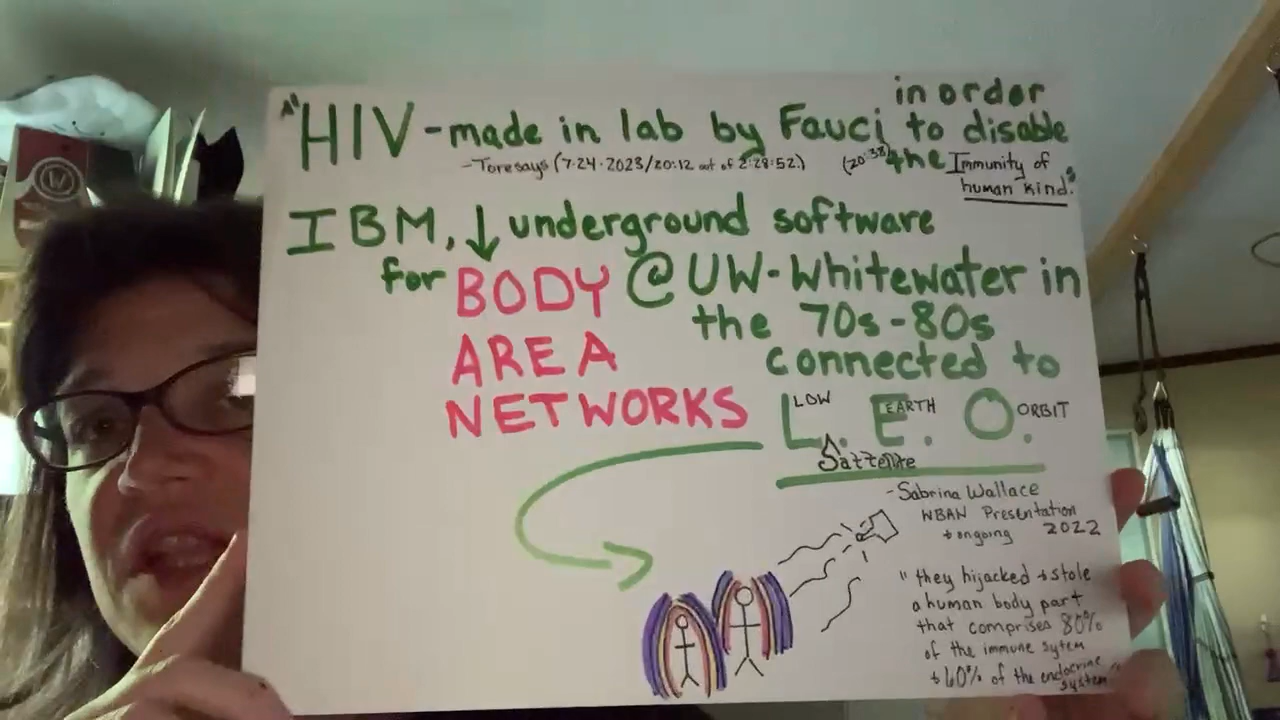 in order
"HIV - made in lab by Fauci to disable
- Toresays (7-24-2023/20:12 out of 2:28:52) (20:38) the Immunity of
human kind."
IBM, ↓ underground software
for BODY @ UW-Whitewater in
the 70s-80s
AREA connected to
NETWORKS L. E. O.
LOW EARTH ORBIT
Sattelite
- Sabrina Wallace
WBAN Presentation
+ ongoing 2022
"they hijacked + stole
a human body part
that comprises 80%
of the immune sytem
+ 60% of the endocrine
system"